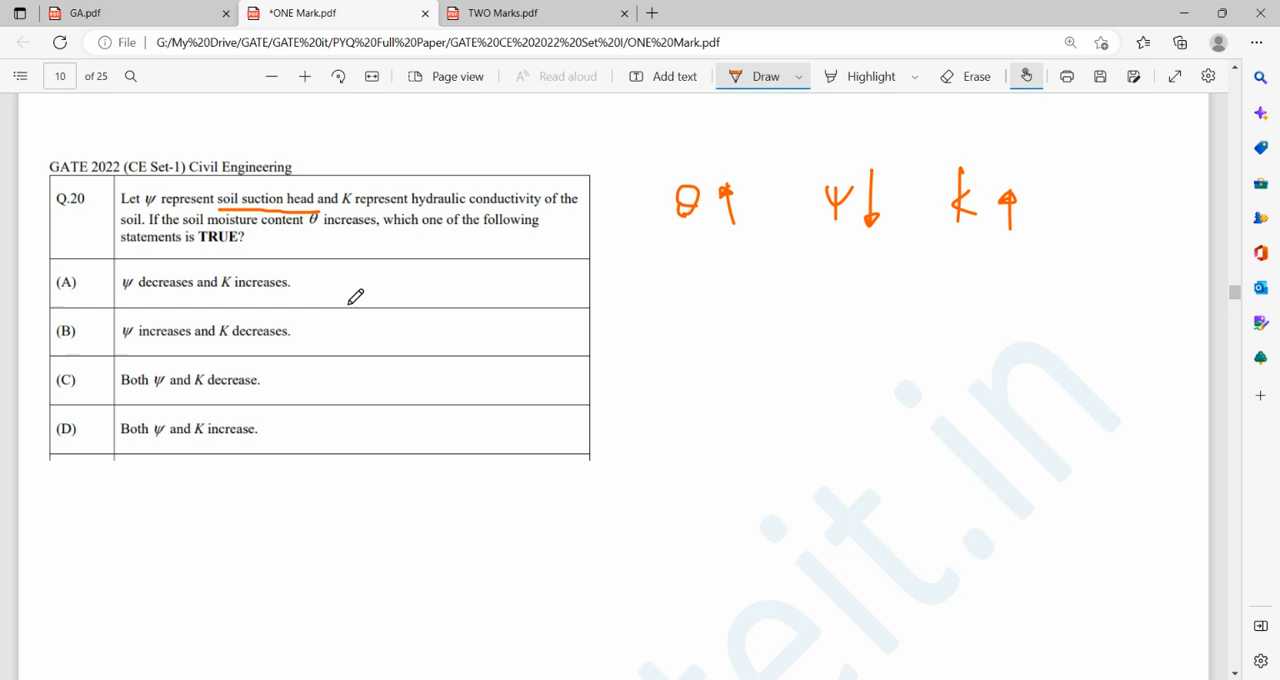 GA.pdf
*ONE Mark.pdf
TWO Marks.pdf
File G:/My%20Drive/GATE/GATE%20it/PYQ%20Full%20Paper/GATE%20CE%202022%20Set%20I/ONE%20Mark.pdf
10 of 25
Page view
Read aloud
Add text
Draw
Highlight
Erase
GATE 2022 (CE Set-1) Civil Engineering
Q.20 Let ψ represent soil suction head and K represent hydraulic conductivity of the
soil. If the soil moisture content θ increases, which one of the following
statements is TRUE?
θ ↑ ψ ↓ k ↑
(A) ψ decreases and K increases.
(B) ψ increases and K decreases.
(C) Both ψ and K decrease.
(D) Both ψ and K increase.
teit.in